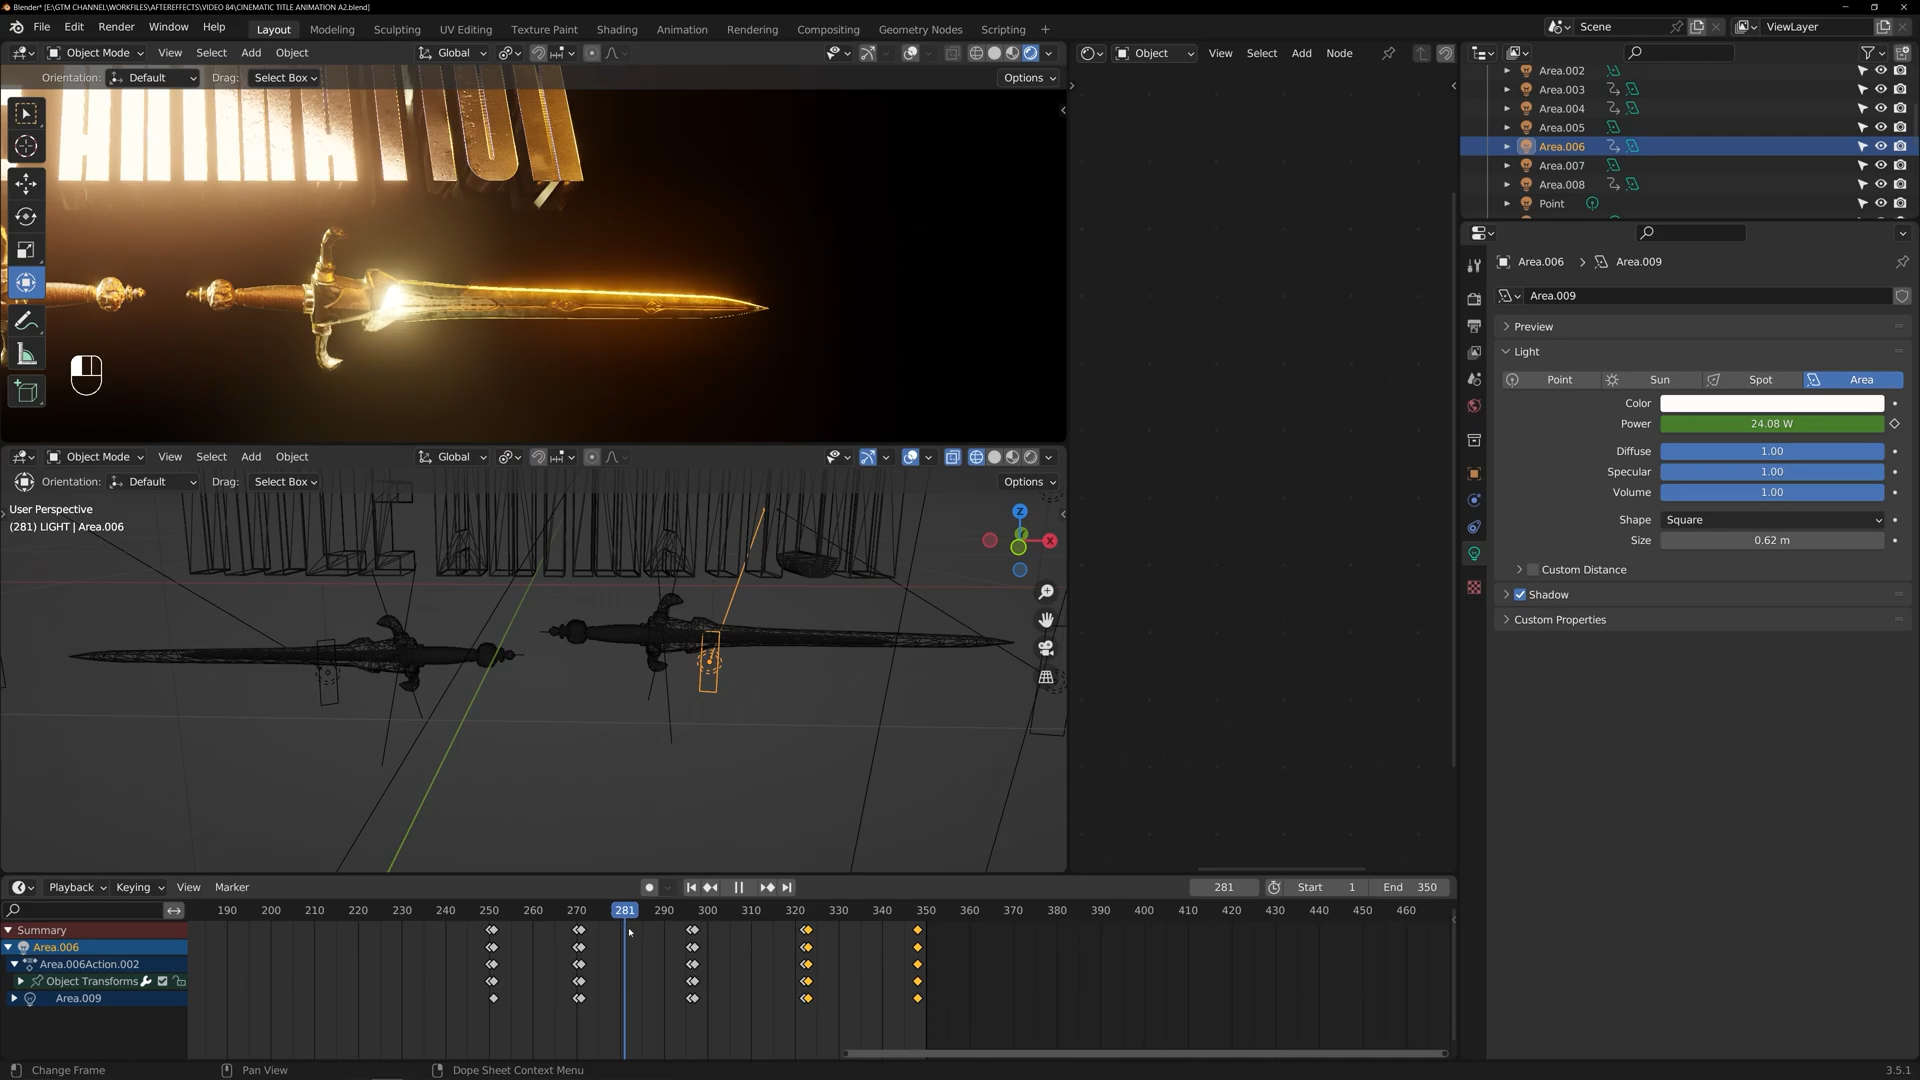 Blender* [E:\GTM CHANNEL\WORKFILES\AFTEREFFECTS\VIDEO 84\CINEMATIC TITLE ANIMATION A2.blend]
File Edit Render Window Help Layout Modeling Sculpting UV Editing Texture Paint Shading Animation Rendering Compositing Geometry Nodes Scripting + Scene ViewLayer
Object Mode View Select Add Object Global Object View Select Add Node
Orientation: Default Drag: Select Box Options
Area.002
Area.003
Area.004
Area.005
Area.006
Area.007
Area.008
Point
Area.006 > Area.009
Area.009
Preview
Light
Point Sun Spot Area
Color
Power 24.08 W
Diffuse 1.00
Specular 1.00
Volume 1.00
Shape Square
Size 0.62 m
Custom Distance
Shadow
Custom Properties
Object Mode View Select Add Object Global
Orientation: Default Drag: Select Box Options
User Perspective
(281) LIGHT | Area.006
Z
X
Playback Keying View Marker 281 Start 1 End 350
190 200 210 220 230 240 250 260 270 281 290 300 310 320 330 340 350 360 370 380 390 400 410 420 430 440 450 460
Summary
Area.006
Area.006Action.002
Object Transforms
Area.009
Change Frame Pan View Dope Sheet Context Menu 3.5.1